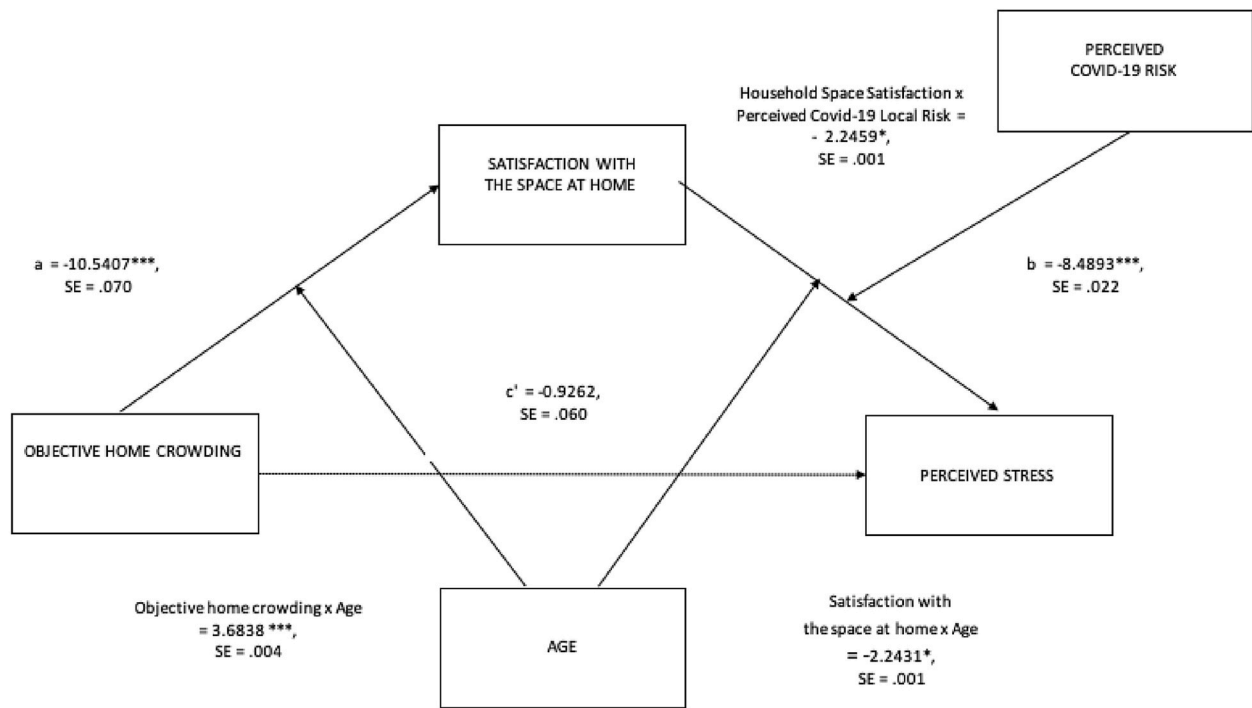 PERCEIVED
COVID-19 RISK
Household Space Satisfaction x
Perceived Covid-19 Local Risk =
- 2.2459*,
SE = .001
SATISFACTION WITH
THE SPACE AT HOME
a = -10.5407***,
SE = .070
b = -8.4893***,
SE = .022
c' = -0.9262,
SE = .060
OBJECTIVE HOME CROWDING
PERCEIVED STRESS
Objective home crowding x Age
= 3.6838 ***,
SE = .004
AGE
Satisfaction with
the space at home x Age
= -2.2431*,
SE = .001